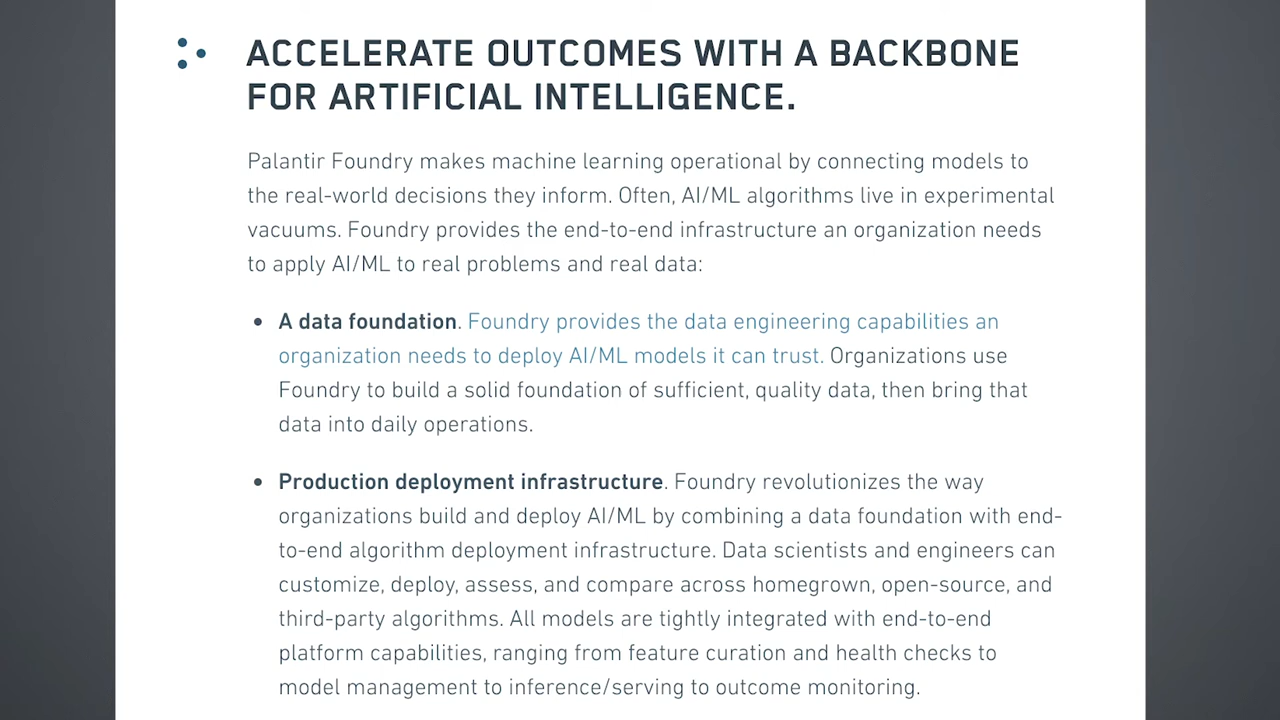 ACCELERATE OUTCOMES WITH A BACKBONE
FOR ARTIFICIAL INTELLIGENCE.
Palantir Foundry makes machine learning operational by connecting models to
the real-world decisions they inform. Often, AI/ML algorithms live in experimental
vacuums. Foundry provides the end-to-end infrastructure an organization needs
to apply AI/ML to real problems and real data:
• A data foundation. Foundry provides the data engineering capabilities an
organization needs to deploy AI/ML models it can trust. Organizations use
Foundry to build a solid foundation of sufficient, quality data, then bring that
data into daily operations.
• Production deployment infrastructure. Foundry revolutionizes the way
organizations build and deploy AI/ML by combining a data foundation with end-
to-end algorithm deployment infrastructure. Data scientists and engineers can
customize, deploy, assess, and compare across homegrown, open-source, and
third-party algorithms. All models are tightly integrated with end-to-end
platform capabilities, ranging from feature curation and health checks to
model management to inference/serving to outcome monitoring.